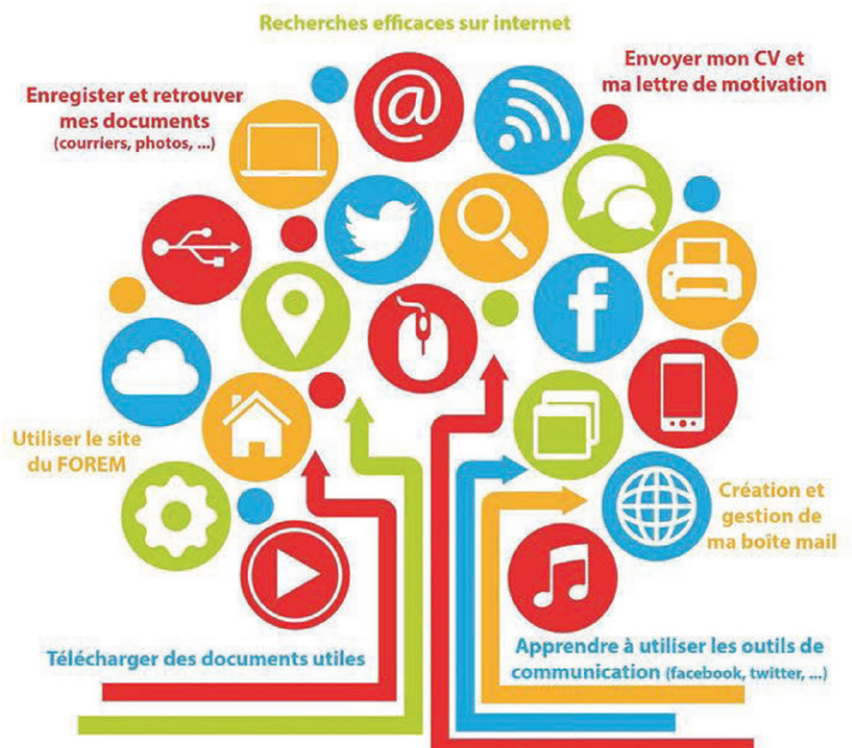 Recherches efficaces sur internet
Envoyer mon CV et
ma lettre de motivation
Enregister et retrouver
mes documents
(courriers, photos, ...)
Utiliser le site
du FOREM
Création et
gestion de
ma boîte mail
Télécharger des documents utiles
Apprendre à utiliser les outils de
communication (facebook, twitter, ...)